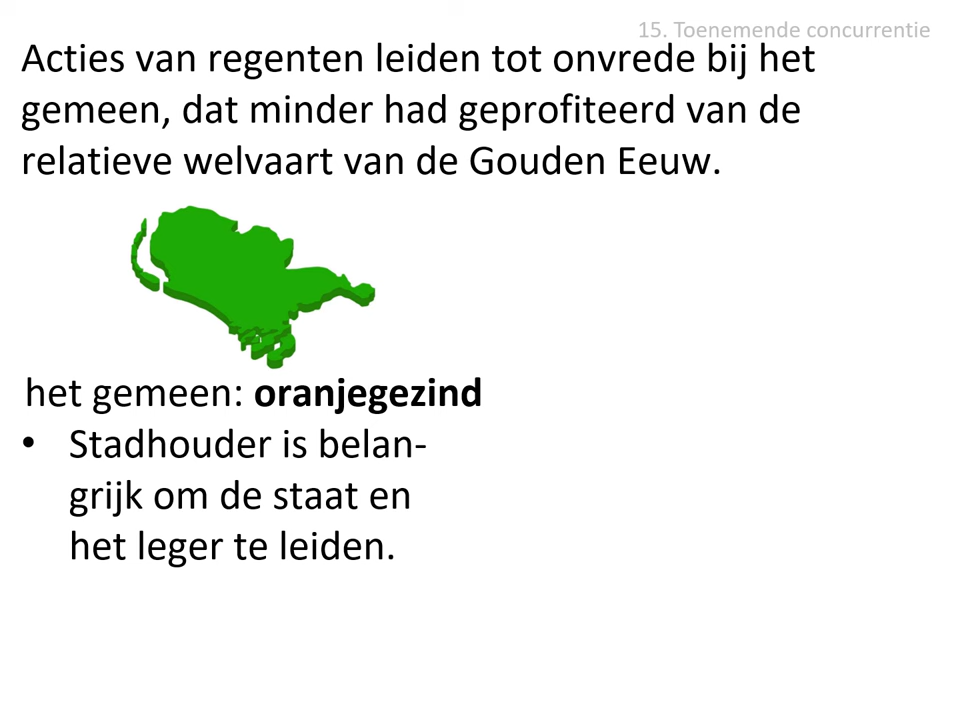 15. Toenemende concurrentie
Acties van regenten leiden tot onvrede bij het
gemeen, dat minder had geprofiteerd van de
relatieve welvaart van de Gouden Eeuw.
het gemeen: oranjegezind
• Stadhouder is belan-
grijk om de staat en
het leger te leiden.